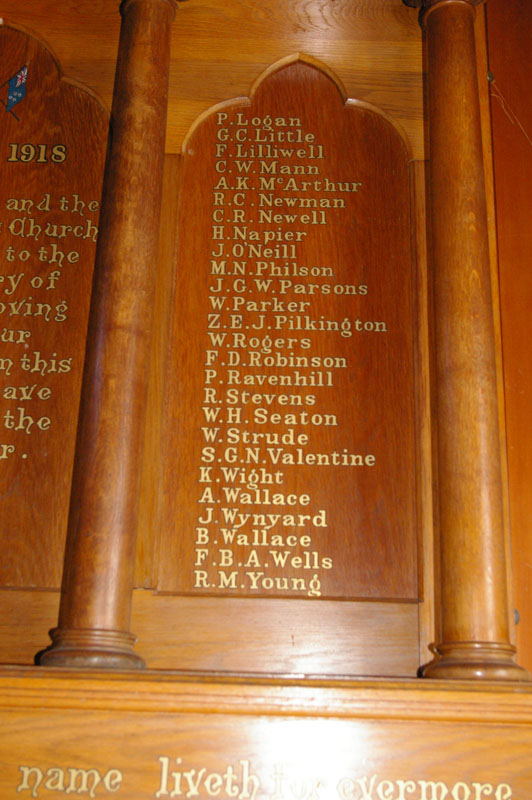 1918
and the
Church
to the
of
ur
this
ave
the
r.
P. Logan
G.C. Little
F. Lilliwell
C.W. Mann
A.K. McArthur
R.C. Newman
C.R. Newell
H. Napier
J. O'Neill
M.N. Philson
J.G.W. Parsons
W. Parker
Z.E.J. Pilkington
W. Rogers
F.D. Robinson
P. Ravenhill
R. Stevens
W.H. Seaton
W. Strude
S.G.N. Valentine
K. Wight
A. Wallace
J. Wynyard
B. Wallace
F.B.A. Wells
R.M. Young
name liveth for evermore